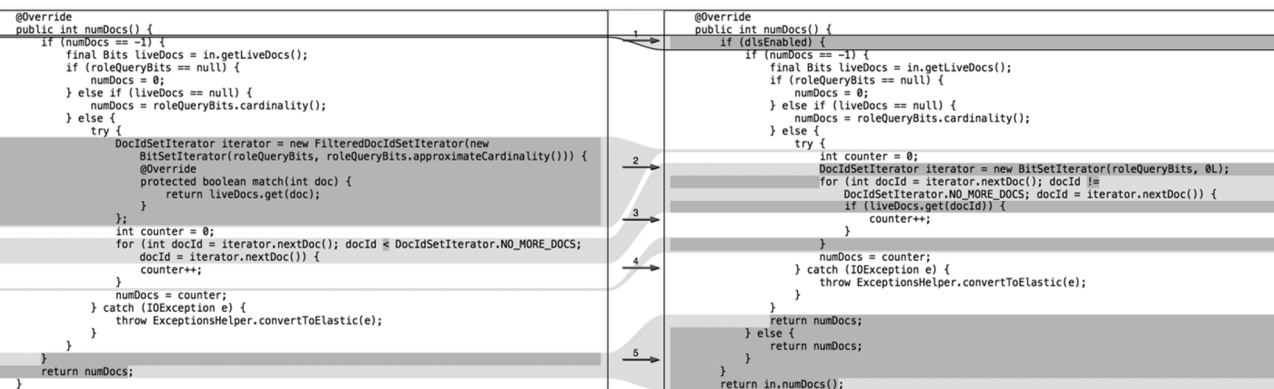 @Override
public int numDocs() {
if (numDocs == -1) {
final Bits liveDocs = in.getLiveDocs();
if (roleQueryBits == null) {
numDocs = 0;
} else if (liveDocs == null) {
numDocs = roleQueryBits.cardinality();
} else {
try {
DocIdSetIterator iterator = new FilteredDocIdSetIterator(new
BitSetIterator(roleQueryBits, roleQueryBits.approximateCardinality())) {
@Override
protected boolean match(int doc) {
return liveDocs.get(doc);
}
};
int counter = 0;
for (int docId = iterator.nextDoc(); docId < DocIdSetIterator.NO_MORE_DOCS;
docId = iterator.nextDoc()) {
counter++;
}
numDocs = counter;
} catch (IOException e) {
throw ExceptionsHelper.convertToElastic(e);
}
}
}
return numDocs;
}
1
2
3
4
5
@Override
public int numDocs() {
if (dlsEnabled) {
if (numDocs == -1) {
final Bits liveDocs = in.getLiveDocs();
if (roleQueryBits == null) {
numDocs = 0;
} else if (liveDocs == null) {
numDocs = roleQueryBits.cardinality();
} else {
try {
int counter = 0;
DocIdSetIterator iterator = new BitSetIterator(roleQueryBits, 0L);
for (int docId = iterator.nextDoc(); docId !=
DocIdSetIterator.NO_MORE_DOCS; docId = iterator.nextDoc()) {
if (liveDocs.get(docId)) {
counter++;
}
}
numDocs = counter;
} catch (IOException e) {
throw ExceptionsHelper.convertToElastic(e);
}
}
return numDocs;
} else {
return numDocs;
}
}
return in.numDocs();